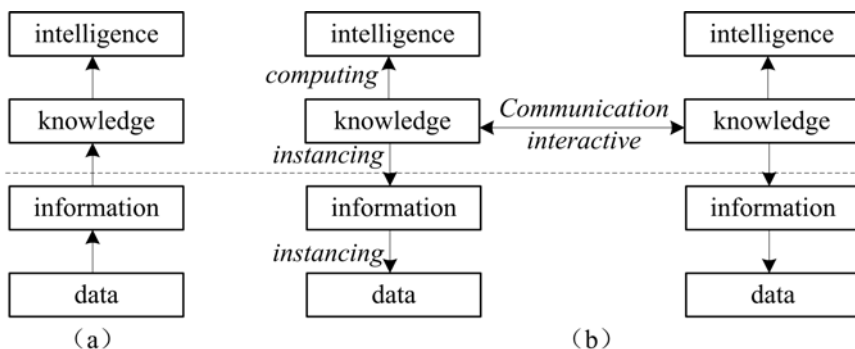 intelligence intelligence intelligence
computing
knowledge knowledge Communication interactive knowledge
instancing
information information information
instancing
data data data
（a） （b）